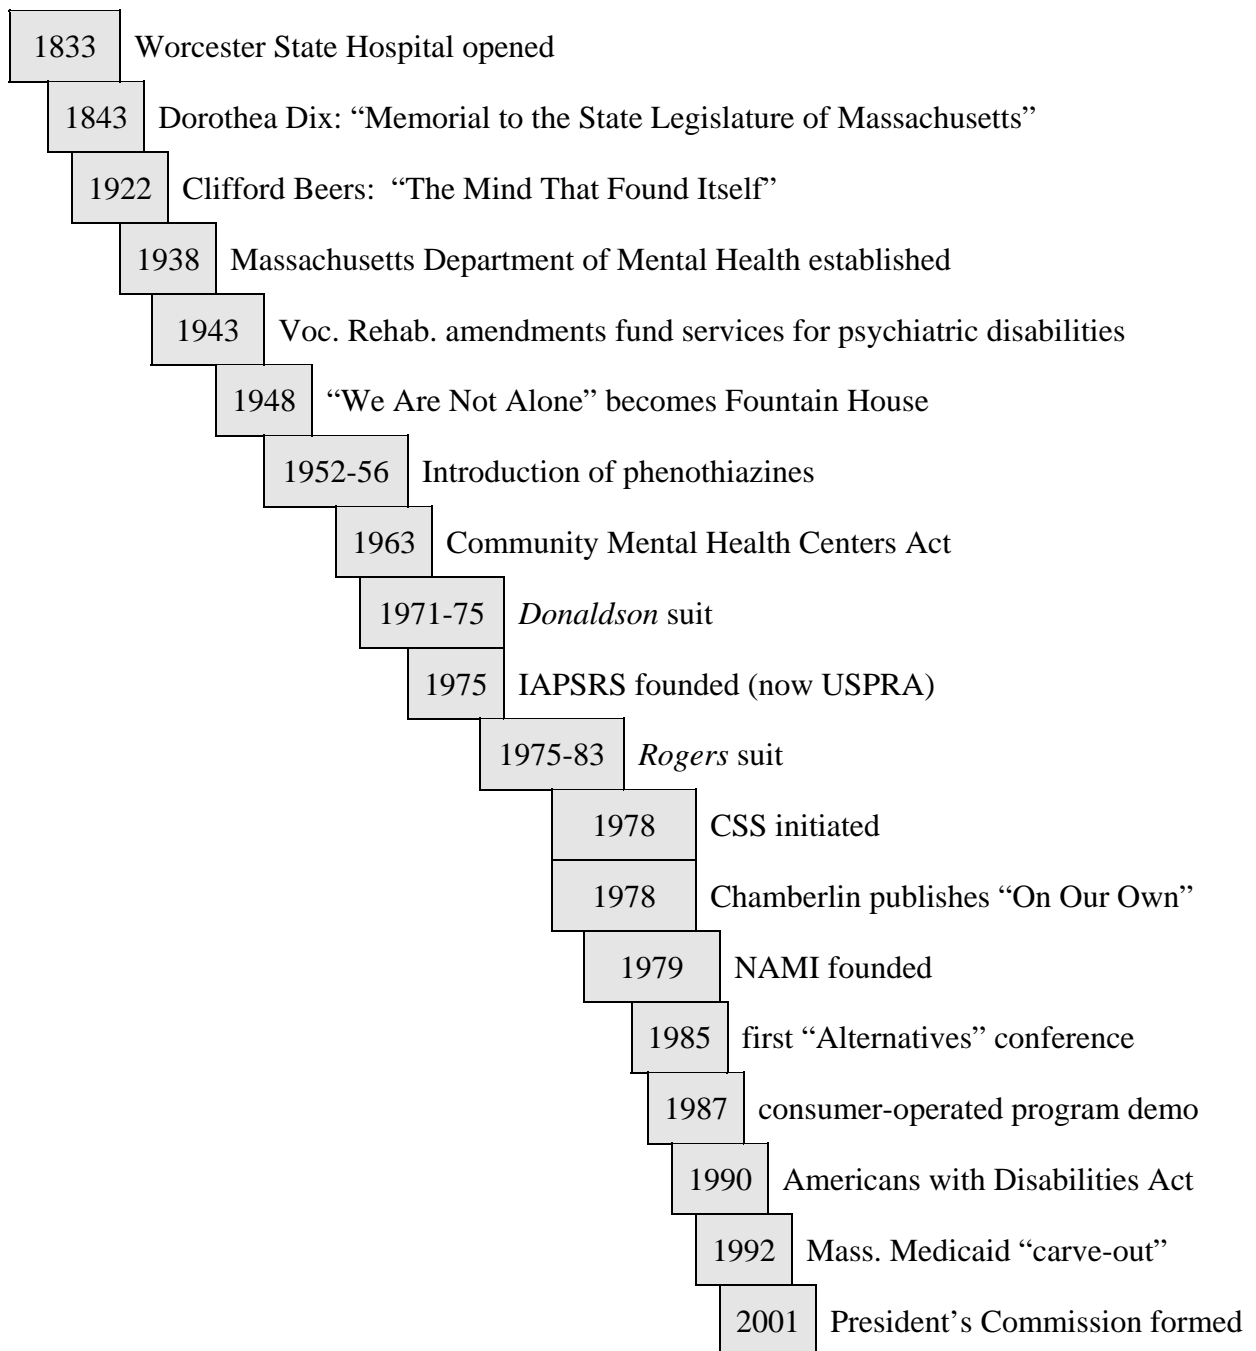 1833 Worcester State Hospital opened
1843 Dorothea Dix: “Memorial to the State Legislature of Massachusetts”
1922 Clifford Beers: “The Mind That Found Itself”
1938 Massachusetts Department of Mental Health established
1943 Voc. Rehab. amendments fund services for psychiatric disabilities
1948 “We Are Not Alone” becomes Fountain House
1952-56 Introduction of phenothiazines
1963 Community Mental Health Centers Act
1971-75 Donaldson suit
1975 IAPSRS founded (now USPRA)
1975-83 Rogers suit
1978 CSS initiated
1978 Chamberlin publishes “On Our Own”
1979 NAMI founded
1985 first “Alternatives” conference
1987 consumer-operated program demo
1990 Americans with Disabilities Act
1992 Mass. Medicaid “carve-out”
2001 President’s Commission formed